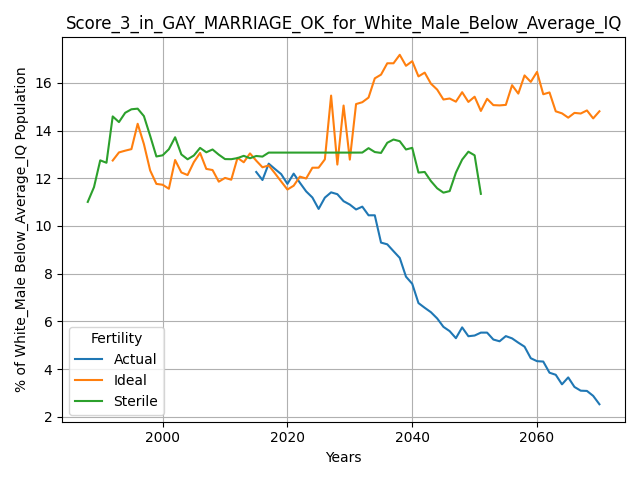 Score_3_in_GAY_MARRIAGE_OK_for_White_Male_Below_Average_IQ
% of White_Male Below_Average_IQ Population
16
14
12
10
8
6
4
2
Fertility
Actual
Ideal
Sterile
2000
2020
2040
2060
Years